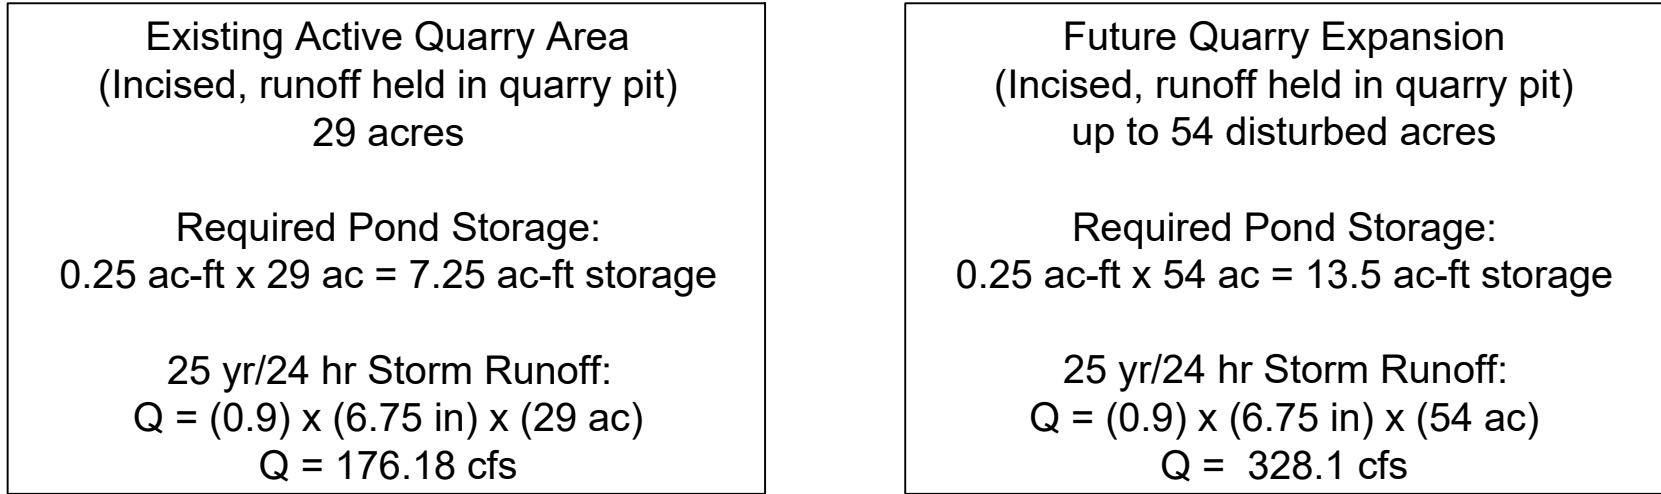 Existing Active Quarry Area
(Incised, runoff held in quarry pit)
29 acres
Required Pond Storage:
0.25 ac-ft x 29 ac = 7.25 ac-ft storage
25 yr/24 hr Storm Runoff:
Q = (0.9) x (6.75 in) x (29 ac)
Q = 176.18 cfs
Future Quarry Expansion
(Incised, runoff held in quarry pit)
up to 54 disturbed acres
Required Pond Storage:
0.25 ac-ft x 54 ac = 13.5 ac-ft storage
25 yr/24 hr Storm Runoff:
Q = (0.9) x (6.75 in) x (54 ac)
Q =  328.1 cfs